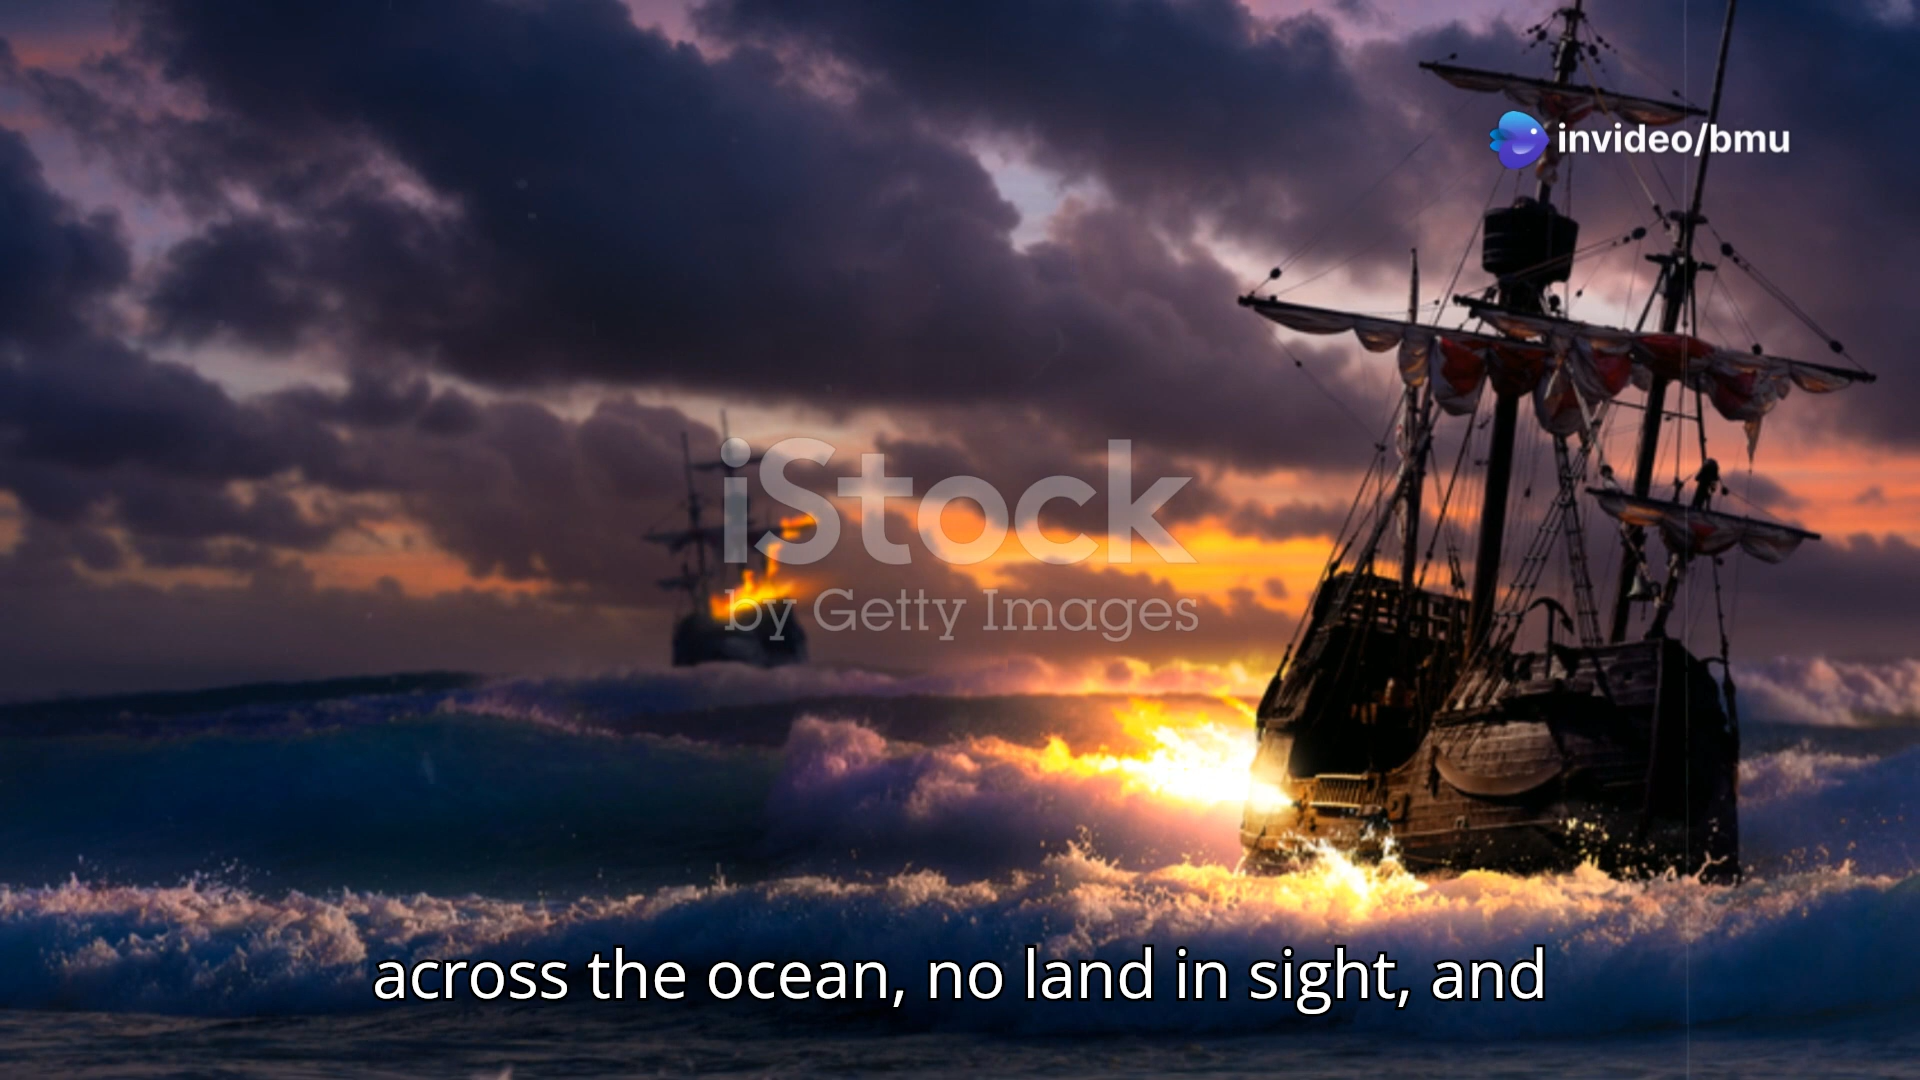 invideo/bmu
iStock
by Getty Images
across the ocean, no land in sight, and